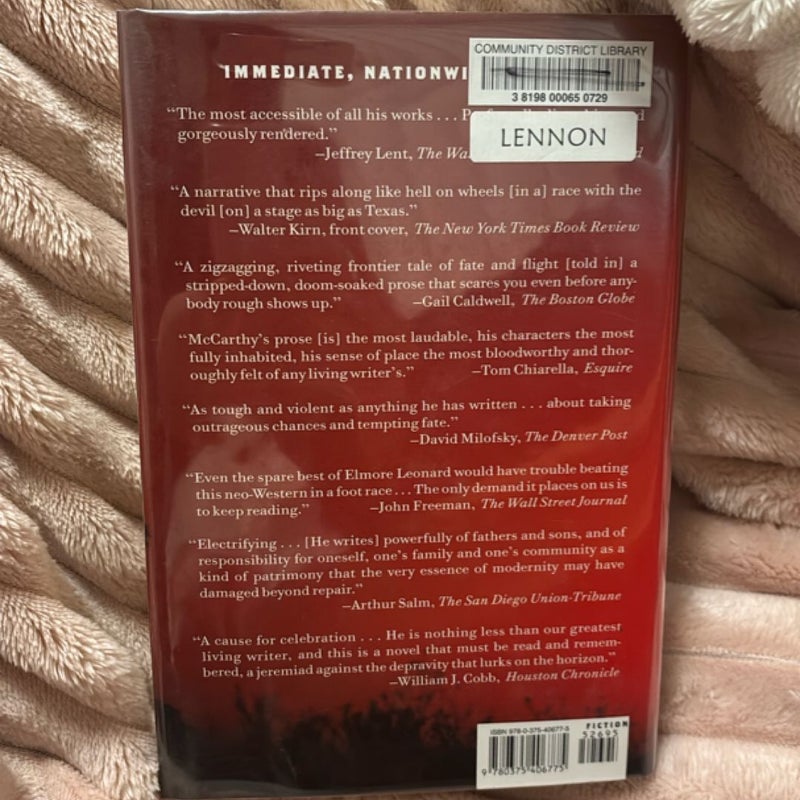 COMMUNITY DISTRICT LIBRARY
3 8198 00065 0729
LENNON
IMMEDIATE, NATIONWI
“The most accessible of all his works . . .
gorgeously rendered.”
—Jeffrey Lent, The Wa
“A narrative that rips along like hell on wheels [in a] race with the
devil [on] a stage as big as Texas.”
—Walter Kirn, front cover, The New York Times Book Review
“A zigzagging, riveting frontier tale of fate and flight [told in] a
stripped-down, doom-soaked prose that scares you even before any-
body rough shows up.” —Gail Caldwell, The Boston Globe
“McCarthy’s prose [is] the most laudable, his characters the most
fully inhabited, his sense of place the most bloodworthy and thor-
oughly felt of any living writer’s.” —Tom Chiarella, Esquire
“As tough and violent as anything he has written . . . about taking
outrageous chances and tempting fate.”
—David Milofsky, The Denver Post
“Even the spare best of Elmore Leonard would have trouble beating
this neo-Western in a foot race . . . The only demand it places on us is
to keep reading.” —John Freeman, The Wall Street Journal
“Electrifying . . . [He writes] powerfully of fathers and sons, and of
responsibility for oneself, one’s family and one’s community as a
kind of patrimony that the very essence of modernity may have
damaged beyond repair.”
—Arthur Salm, The San Diego Union-Tribune
“A cause for celebration . . . He is nothing less than our greatest
living writer, and this is a novel that must be read and remem-
bered, a jeremiad against the depravity that lurks on the horizon.”
—William J. Cobb, Houston Chronicle
FICTION
ISBN 978-0-375-40677-5
52695
9 780375 406775